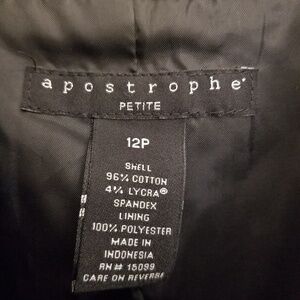 apostrophe®
PETITE
12P
SHELL
96% COTTON
4% LYCRA®
SPANDEX
LINING
100% POLYESTER
MADE IN
INDONESIA
RN# 15099
CARE ON REVERSE